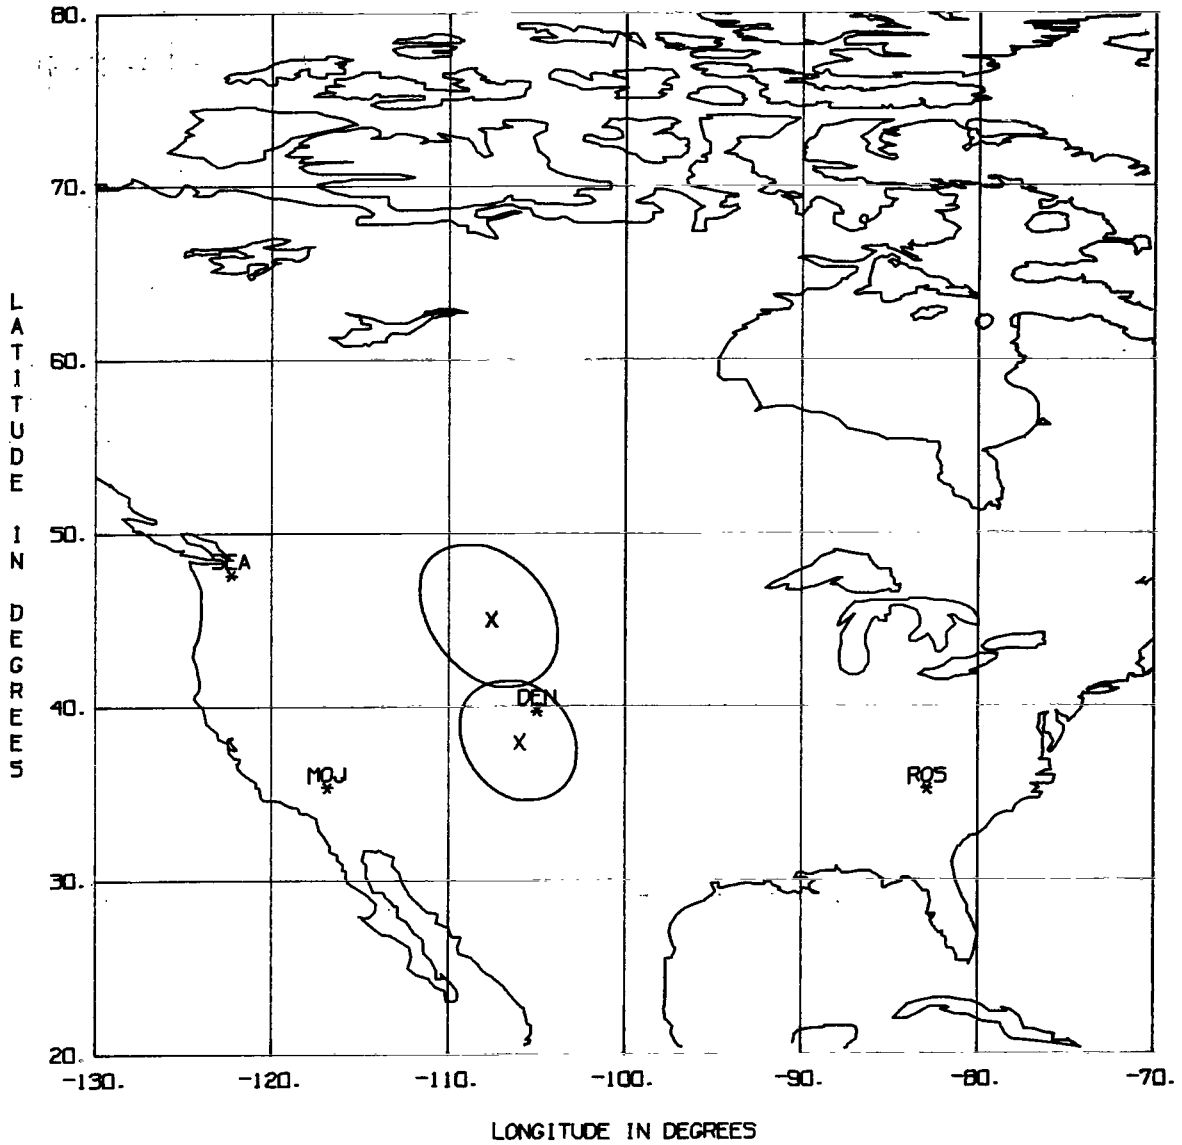 80.
70.
60.
50.
40.
30.
20.
LATITUDE IN DEGREES
SEA
X
DEN
X
MOJ
ROS
-130. -120. -110. -100. -90. -80. -70.
LONGITUDE IN DEGREES